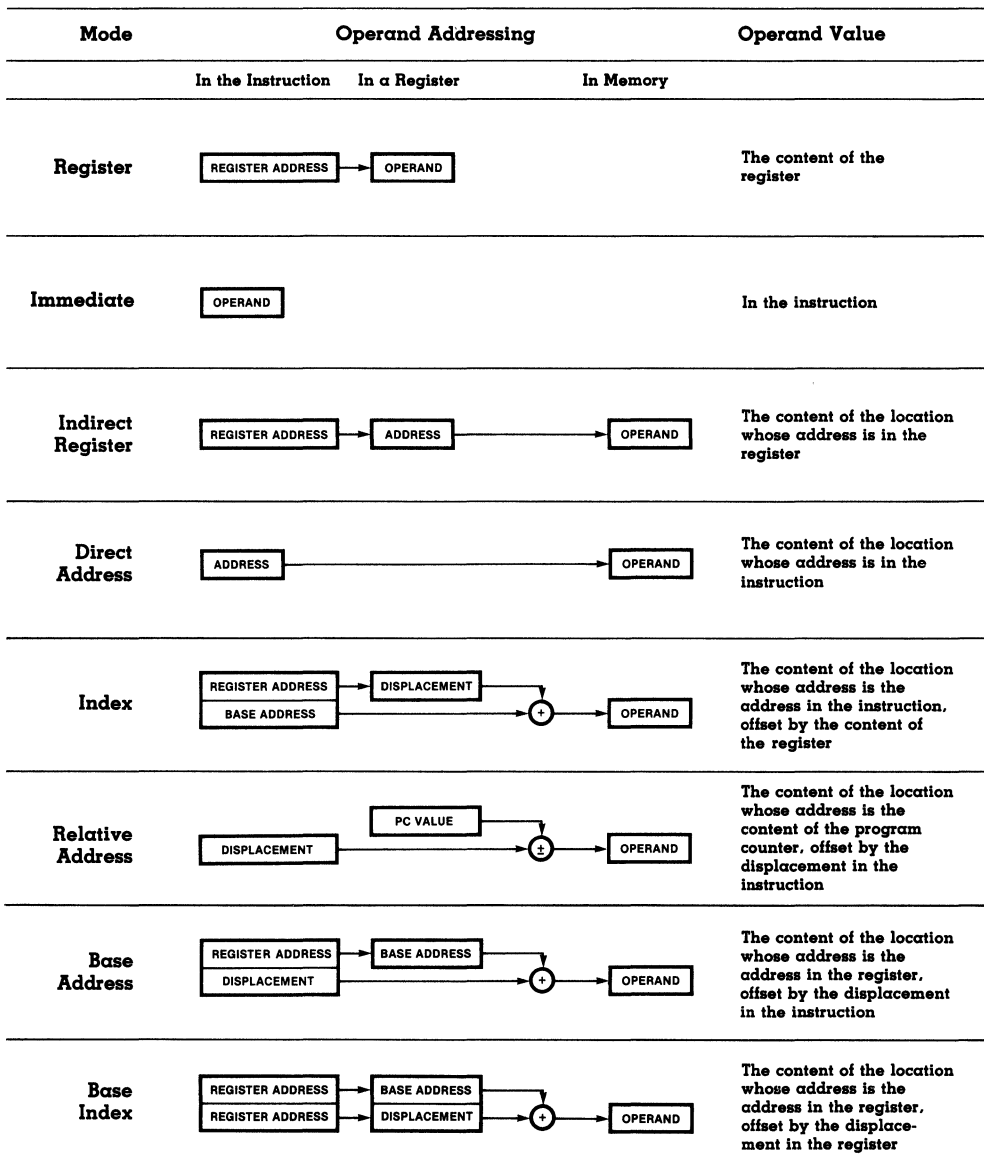 Mode Operand Addressing Operand Value
In the Instruction In a Register In Memory
Register
REGISTER ADDRESS OPERAND
The content of the
register
Immediate
OPERAND
In the instruction
Indirect
Register
REGISTER ADDRESS ADDRESS OPERAND
The content of the location
whose address is in the
register
Direct
Address
ADDRESS OPERAND
The content of the location
whose address is in the
instruction
Index
REGISTER ADDRESS DISPLACEMENT
BASE ADDRESS + OPERAND
The content of the location
whose address is the
address in the instruction,
offset by the content of
the register
Relative
Address
PC VALUE
DISPLACEMENT ± OPERAND
The content of the location
whose address is the
content of the program
counter, offset by the
displacement in the
instruction
Base
Address
REGISTER ADDRESS BASE ADDRESS
DISPLACEMENT + OPERAND
The content of the location
whose address is the
address in the register,
offset by the displacement
in the instruction
Base
Index
REGISTER ADDRESS BASE ADDRESS
REGISTER ADDRESS DISPLACEMENT + OPERAND
The content of the location
whose address is the
address in the register,
offset by the displace-
ment in the register